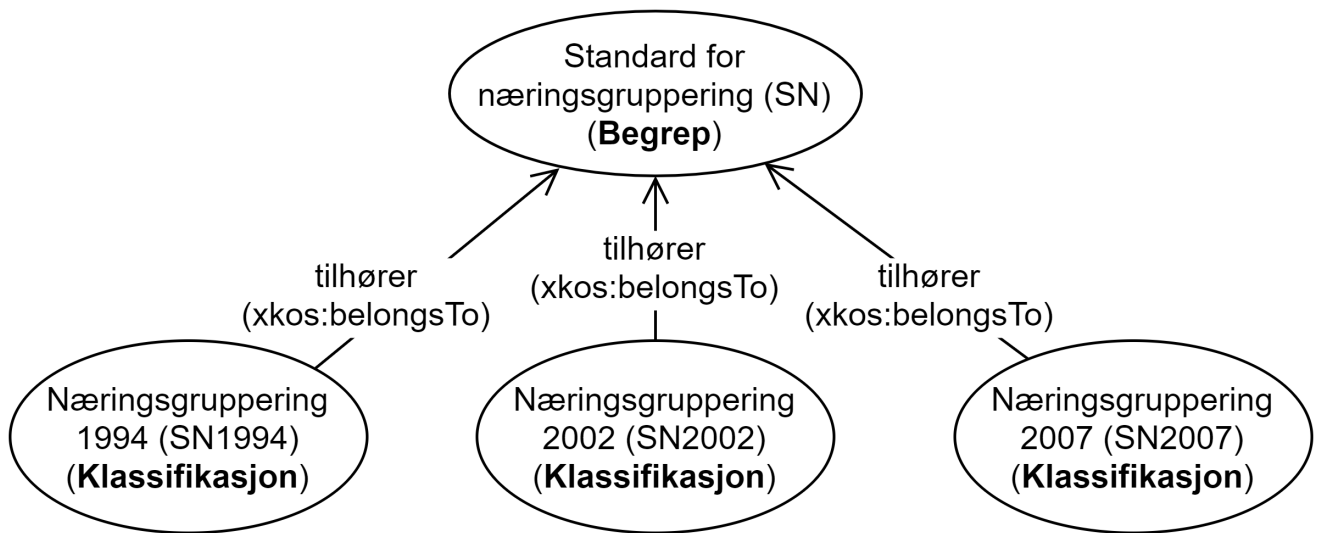 Standard for
næringsgruppering (SN)
(Begrep)
tilhører
(xkos:belongsTo)
tilhører
(xkos:belongsTo)
tilhører
(xkos:belongsTo)
Næringsgruppering
1994 (SN1994)
(Klassifikasjon)
Næringsgruppering
2002 (SN2002)
(Klassifikasjon)
Næringsgruppering
2007 (SN2007)
(Klassifikasjon)